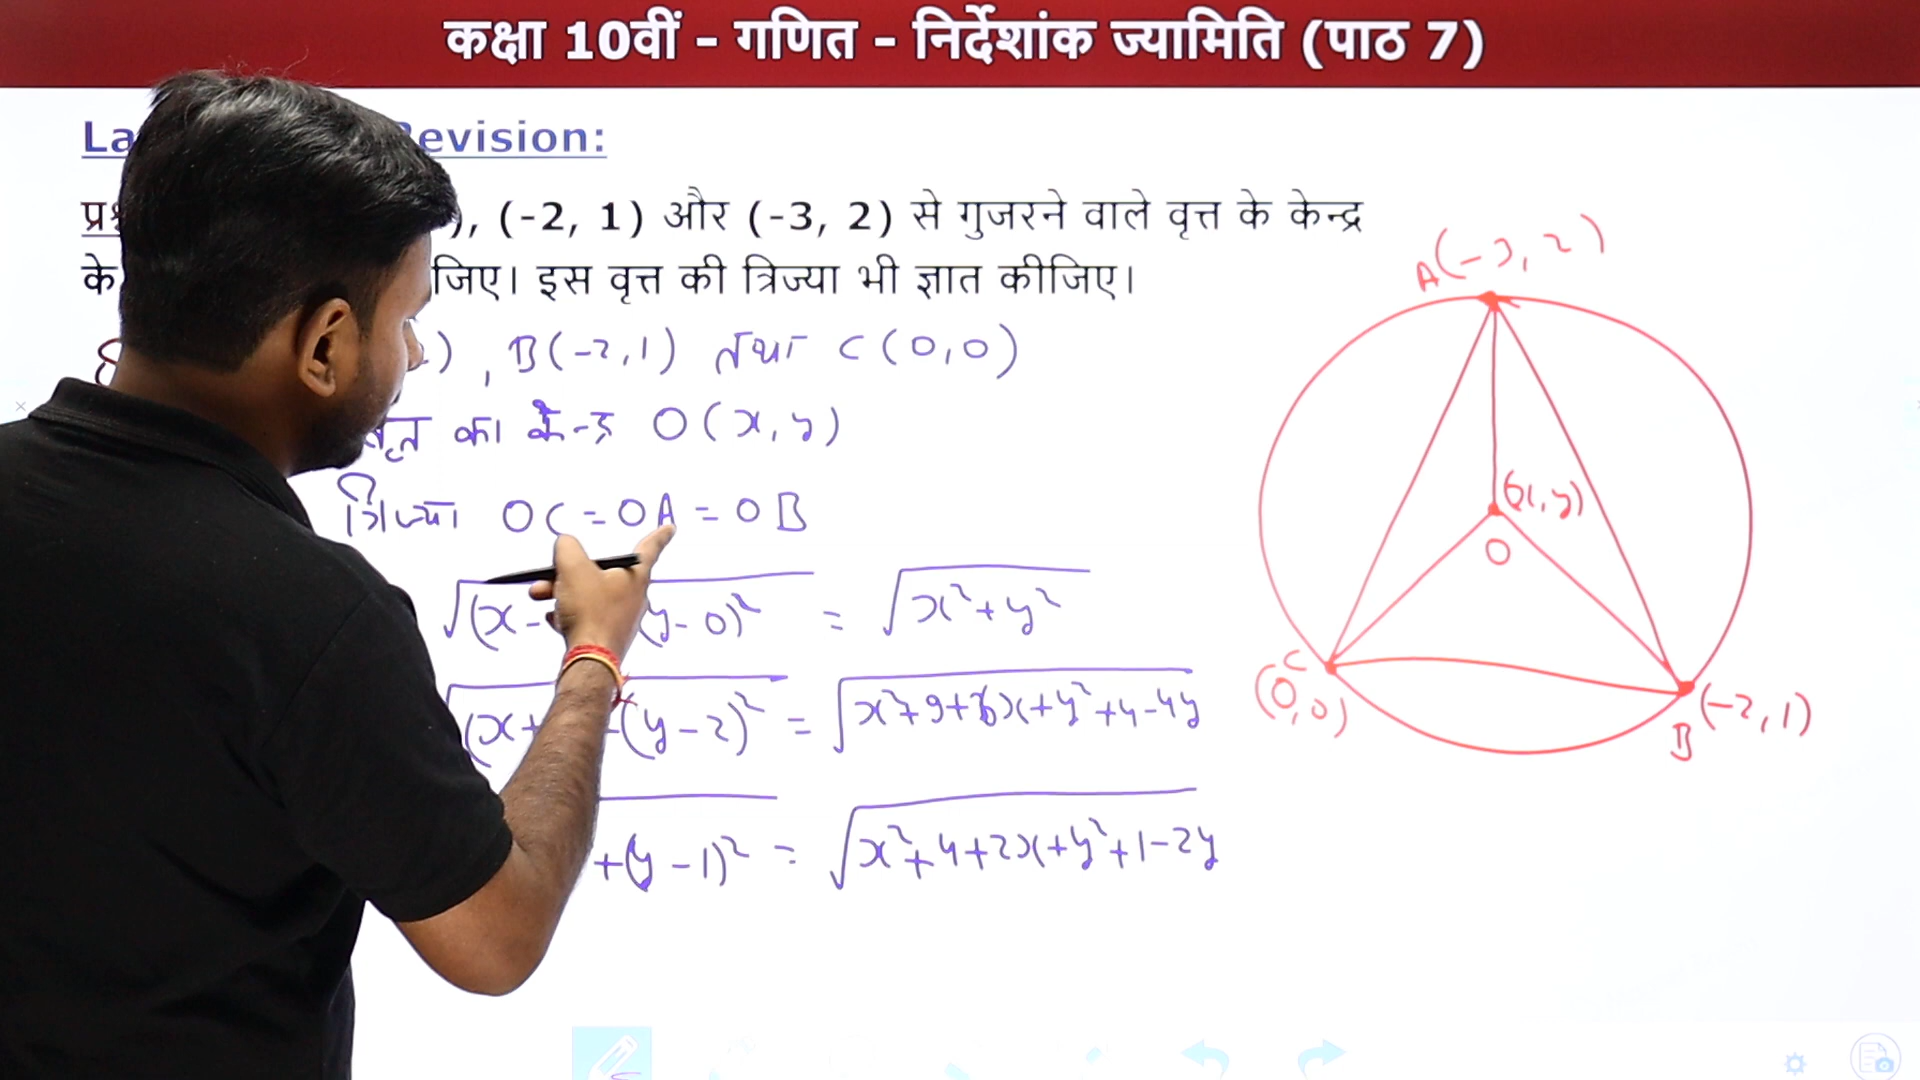 कक्षा 10वीं - गणित - निर्देशांक ज्यामिति (पाठ 7)
evision:
), (-2, 1) और (-3, 2) से गुजरने वाले वृत्त के केन्द्र
के जिए। इस वृत्त की त्रिज्या भी ज्ञात कीजिए।
) , B(-2,1) तथा C(0,0)
वृत्त का केन्द्र O(x,y)
त्रिज्या OC = OA = OB
√(x- (y-0)² = √x²+y²
√(x+ (y-2)² = √x²+9+6x+y²+4-4y
+(y-1)² = √x²+4+2x+y²+1-2y
A(-3,2)
(x,y)
O
C
(0,0)
B(-2,1)